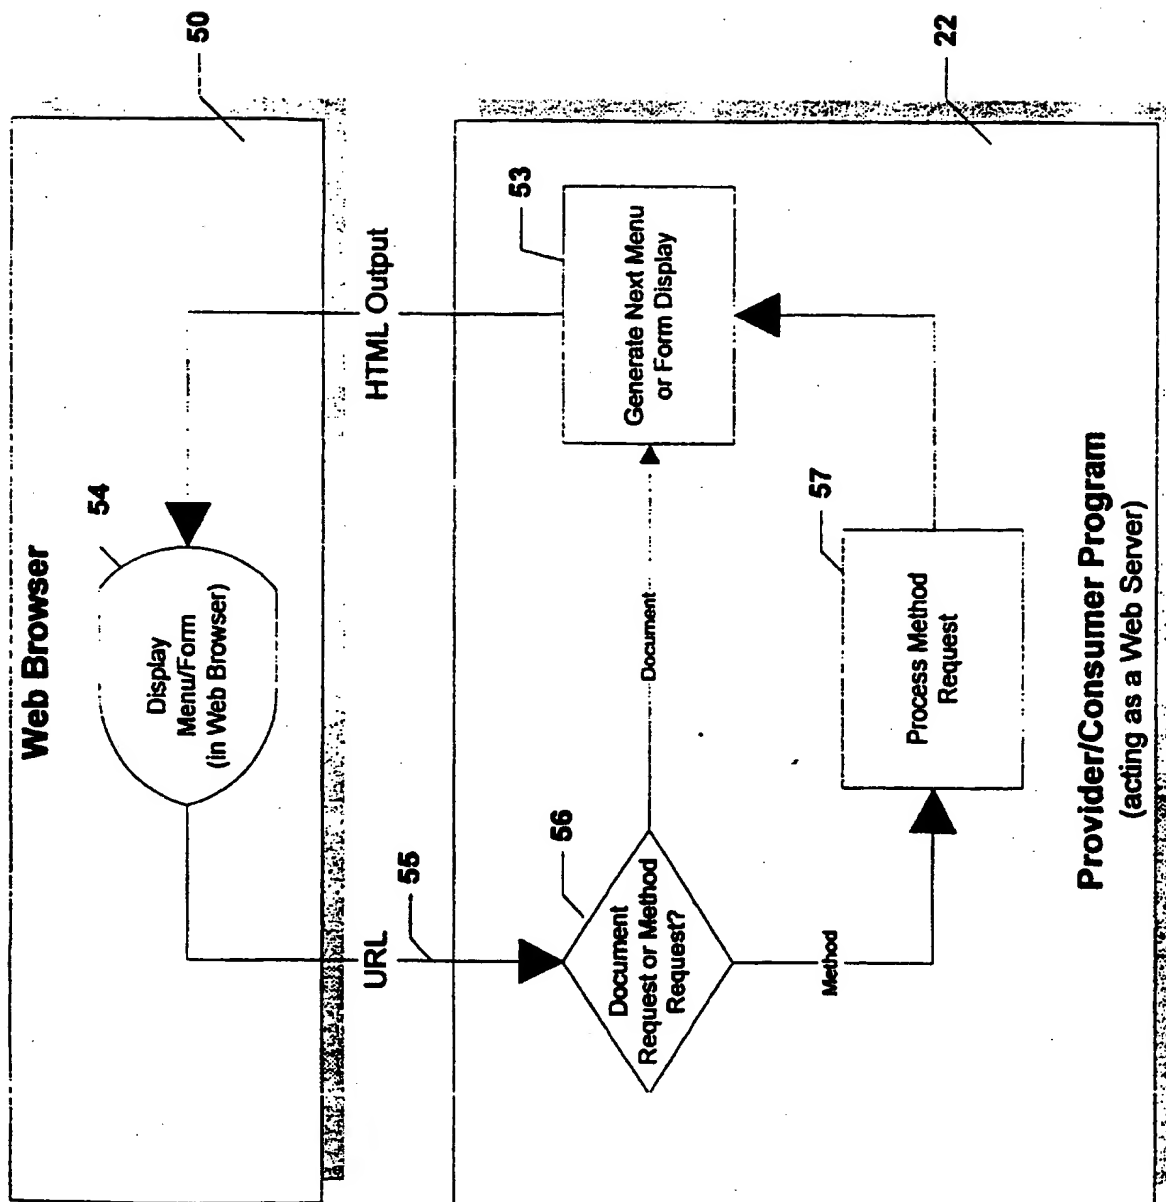 Web Browser
50
54
Display
Menu/Form
(in Web Browser)
URL
55
HTML Output
56
Document
Request or Method
Request?
Document
Method
53
Generate Next Menu
or Form Display
57
Process Method
Request
Provider/Consumer Program
(acting as a Web Server)
22